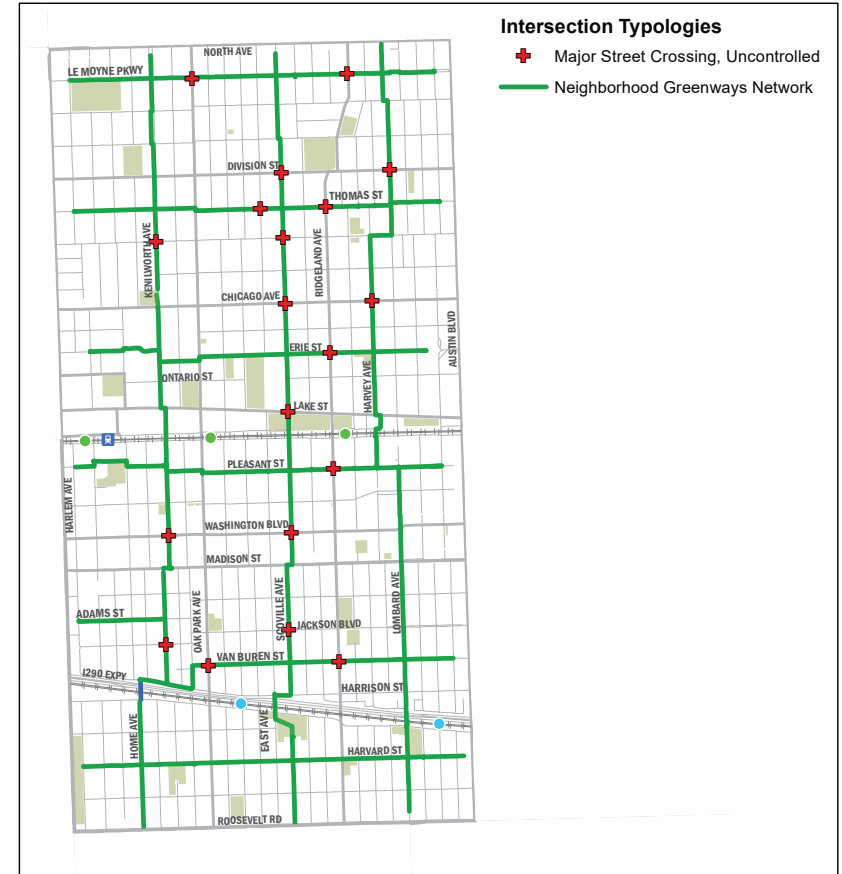 Intersection Typologies
Major Street Crossing, Uncontrolled
Neighborhood Greenways Network
NORTH AVE
LE MOYNE PKWY
DIVISION ST
THOMAS ST
KENILWORTH AVE
RIDGELAND AVE
CHICAGO AVE
AUSTIN BLVD
ERIE ST
HARVEY AVE
ONTARIO ST
LAKE ST
PLEASANT ST
HARLEM AVE
WASHINGTON BLVD
MADISON ST
LOMBARD AVE
SCOVILLE AVE
OAK PARK AVE
ADAMS ST
JACKSON BLVD
VAN BUREN ST
I290 EXPY
HARRISON ST
HOME AVE
EAST AVE
HARVARD ST
ROOSEVELT RD